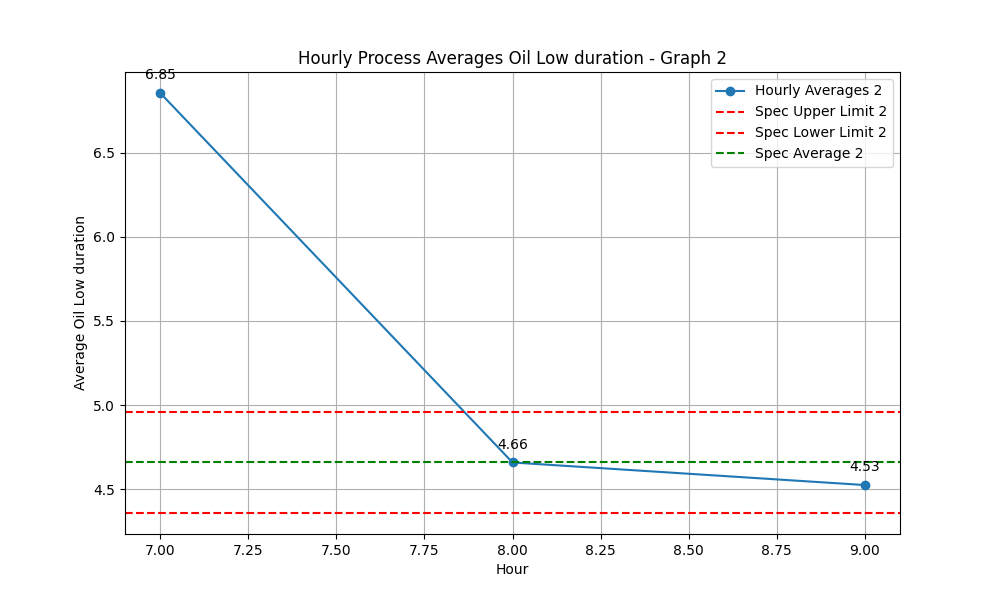 Hourly Process Averages Oil Low duration - Graph 2
6.85
Hourly Averages 2
Spec Upper Limit 2
Spec Lower Limit 2
Spec Average 2
6.5
6.0
5.5
5.0
4.5
Average Oil Low duration
4.66
4.53
7.00 7.25 7.50 7.75 8.00 8.25 8.50 8.75 9.00
Hour